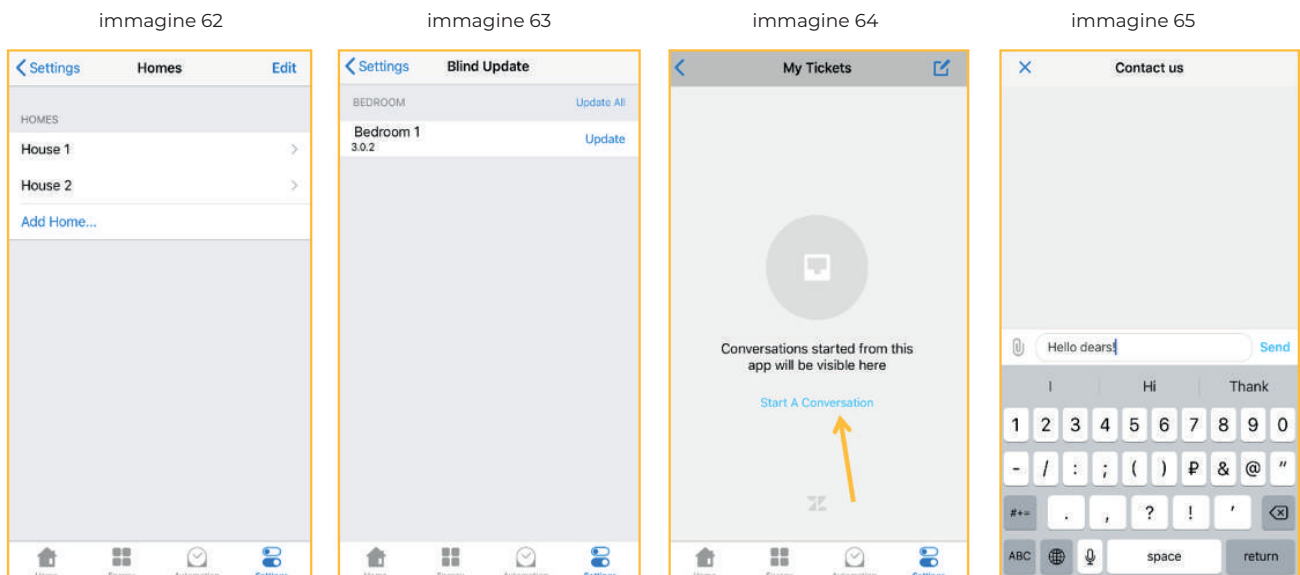 immagine 62
immagine 63
immagine 64
immagine 65
Settings Homes Edit
HOMES
House 1
House 2
Add Home...
Settings Blind Update
BEDROOM Update All
Bedroom 1
3.0.2 Update
My Tickets
Conversations started from this
app will be visible here
Start A Conversation
Contact us
Hello dears! Send
I Hi Thank
1 2 3 4 5 6 7 8 9 0
- / : ; ( ) ₽ & @ "
#+= . , ? ! '
ABC space return
Settings
Settings
Settings